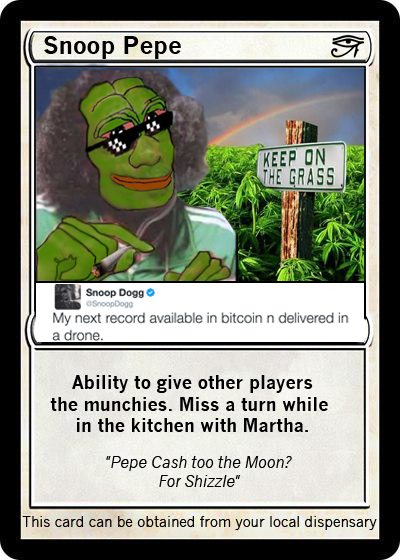 Snoop Pepe
KEEP ON
THE GRASS
Snoop Dogg
@SnoopDogg
My next record available in bitcoin n delivered in
a drone.
Ability to give other players
the munchies. Miss a turn while
in the kitchen with Martha.
"Pepe Cash too the Moon?
For Shizzle"
This card can be obtained from your local dispensary